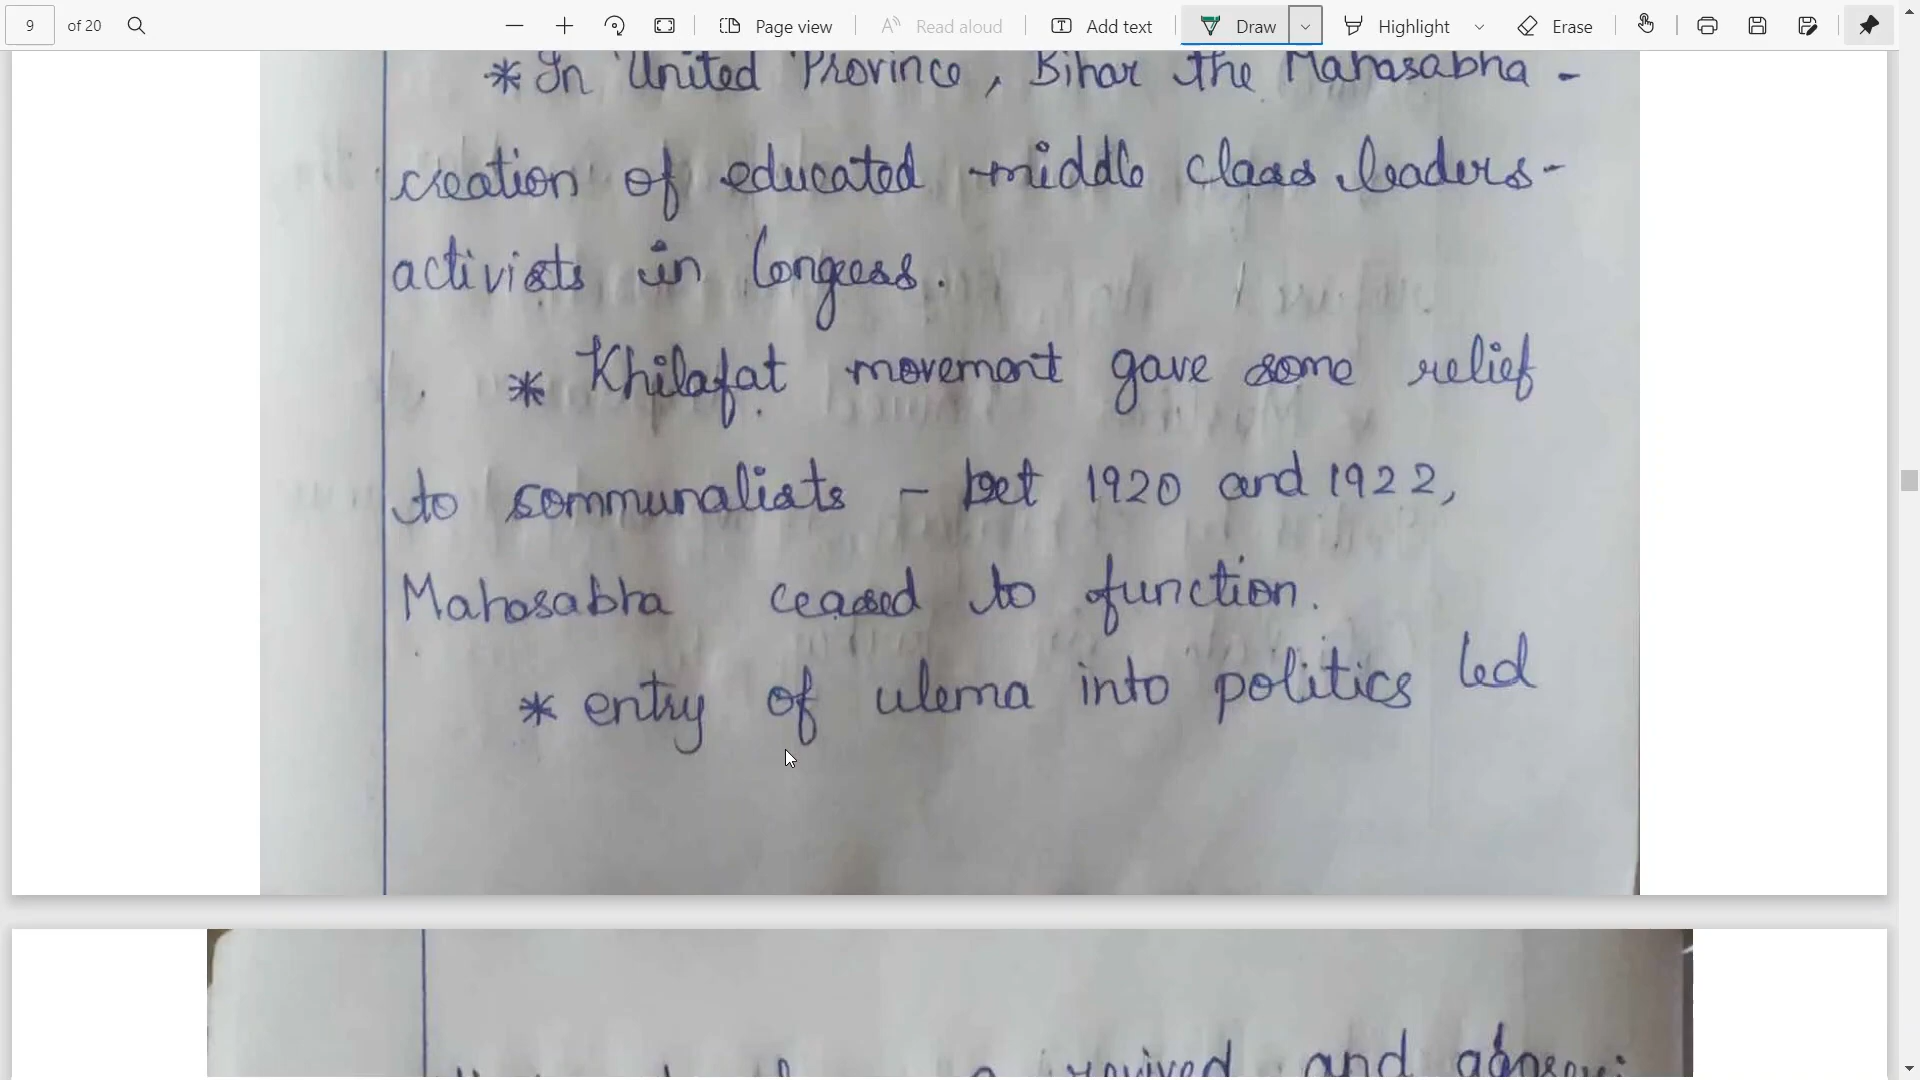 9 of 20 Page view Read aloud Add text Draw Highlight Erase
* In United Province, Bihar the Mahasabha -
creation of educated middle class leaders -
activists in Congress.
* Khilafat movement gave some relief
to communalists - bet 1920 and 1922,
Mahasabha ceased to function.
* entry of ulema into politics led
revived and